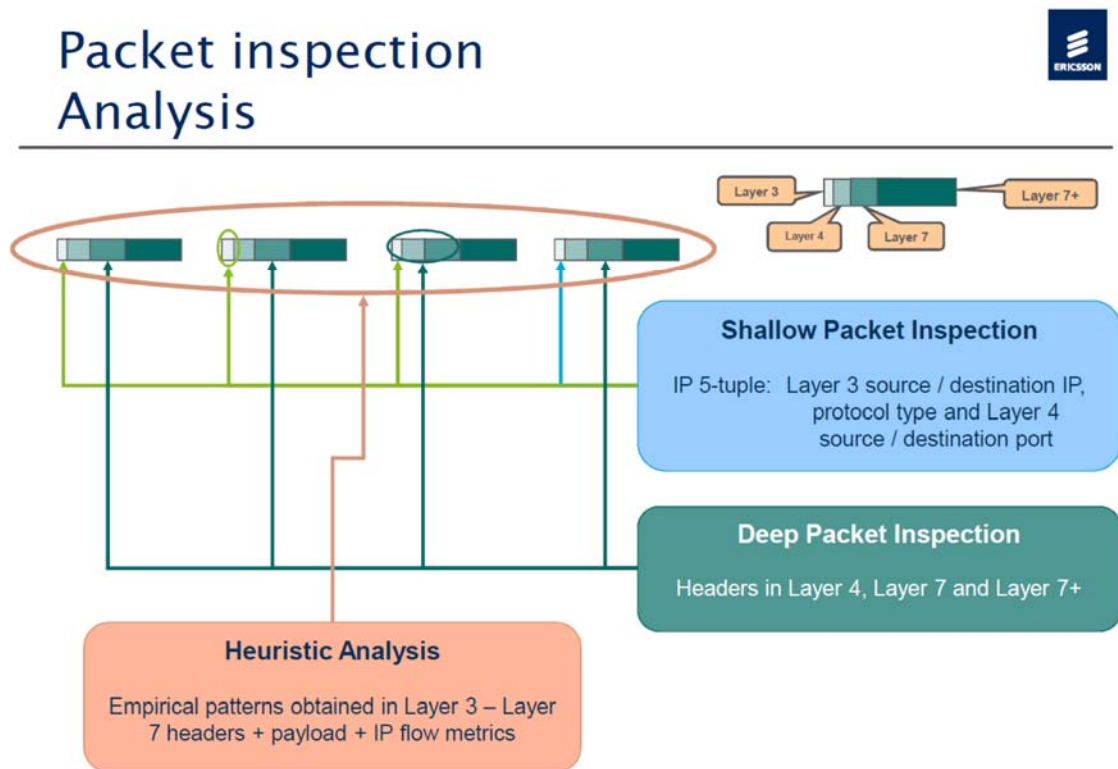 Packet inspection
Analysis
ERICSSON
Layer 3
Layer 7+
Layer 4
Layer 7
Shallow Packet Inspection
IP 5-tuple: Layer 3 source / destination IP,
protocol type and Layer 4
source / destination port
Deep Packet Inspection
Headers in Layer 4, Layer 7 and Layer 7+
Heuristic Analysis
Empirical patterns obtained in Layer 3 – Layer
7 headers + payload + IP flow metrics